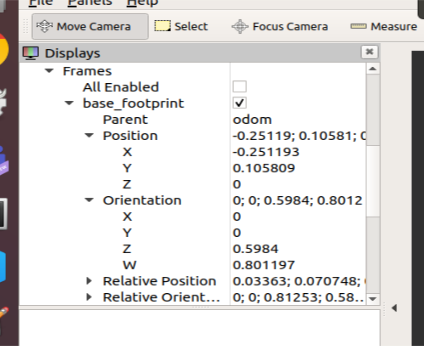 File Panels Help
Move Camera Select Focus Camera Measure
Displays
Frames
All Enabled
base_footprint
Parent odom
Position -0.25119; 0.10581; 0
X -0.251193
Y 0.105809
Z 0
Orientation 0; 0; 0.5984; 0.8012
X 0
Y 0
Z 0.5984
W 0.801197
Relative Position 0.03363; 0.070748;
Relative Orient... 0; 0; 0.81253; 0.58...